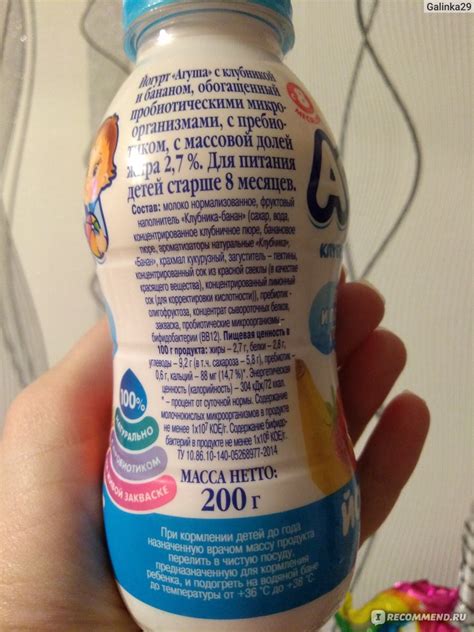 Galinka29
Йогурт «Агуша» с клубникой
и бананом, обогащенный
пробиотическими микро-
организмами, с пребио-
тиком, с массовой долей
жира 2,7 %. Для питания
детей старше 8 месяцев.
Состав: молоко нормализованное, фруктовый
наполнитель «Клубника-банан» (сахар, вода,
концентрированное клубничное пюре, банановое
пюре, ароматизаторы натуральные «Клубника»,
«Банан», крахмал кукурузный, загуститель – пектины,
концентрированный сок из красной свеклы (в качестве
красящего вещества), концентрированный лимонный
сок (для корректировки кислотности)), пребиотик -
олигофруктоза, концентрат сывороточных белков,
закваска, пробиотические микроорганизмы –
бифидобактерии (BB12). Пищевая ценность в
100 г продукта: жиры – 2,7 г, белки – 2,8 г,
углеводы – 9,2 г (в т.ч. сахароза – 5,8 г), пребиотик –
0,6 г, кальций – 88 мг (14,7 %)*. Энергетическая
ценность (калорийность) – 304 кДж/72 ккал.
* – процент от суточной нормы. Содержание
молочнокислых микроорганизмов в продукте
не менее 1х10⁷ КОЕ/г. Содержание бифидо-
бактерий в продукте не менее 1х10⁶ КОЕ/г.
ТУ 10.86.10-140-05268977-2014
100%
НАТУРАЛЬНО
ПРОБИОТИКОМ
ЖИВОЙ ЗАКВАСКЕ
МАССА НЕТТО:
200 г
При кормлении детей до года
назначенную врачом массу продукта
перелить в чистую посуду,
предназначенную для кормления
ребенка, и подогреть на водяной бане
до температуры от +36 °С до +38 °С
А
КЛУБ
ЙО
I RECOMMEND.RU